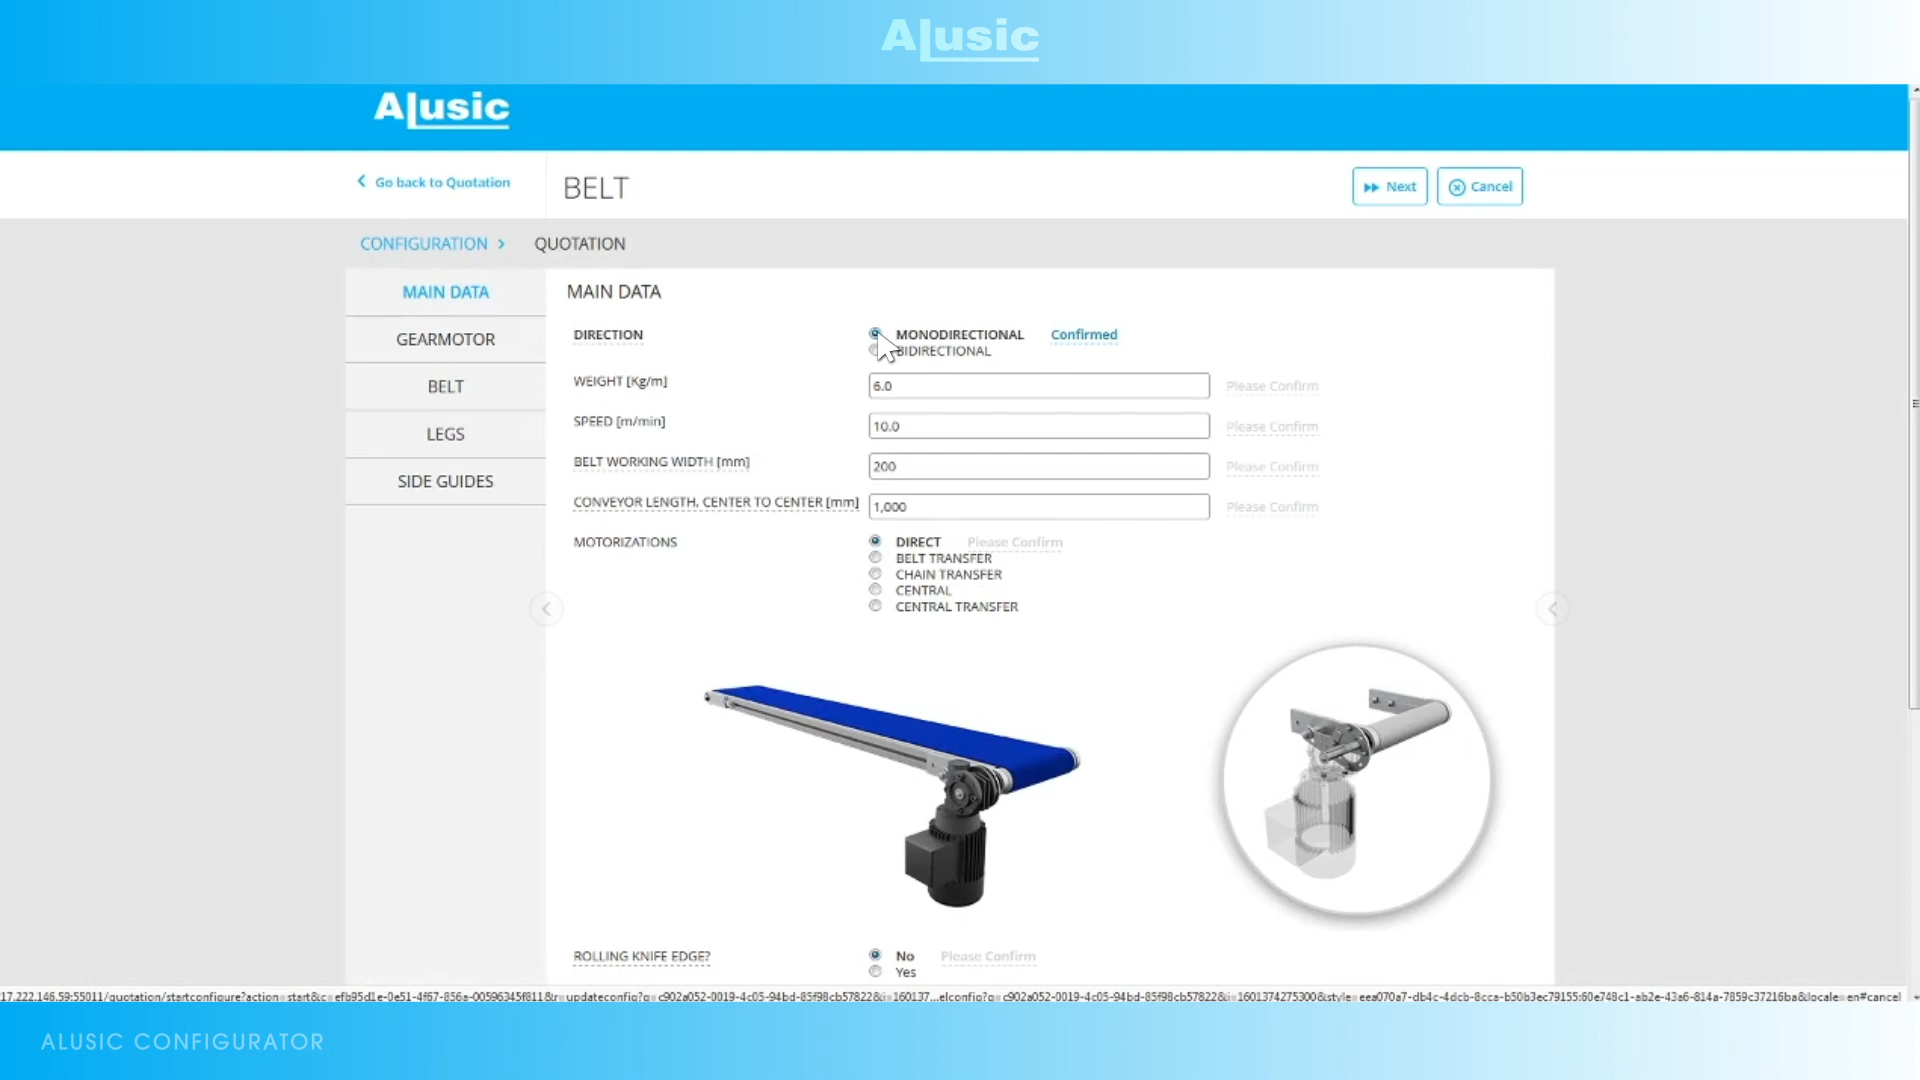 ALusic
ALusic
Go back to Quotation
BELT
Next
Cancel
CONFIGURATION
QUOTATION
MAIN DATA
GEARMOTOR
BELT
LEGS
SIDE GUIDES
MAIN DATA
DIRECTION
MONODIRECTIONAL Confirmed
BIDIRECTIONAL
WEIGHT [Kg/m] 6.0 Please Confirm
SPEED [m/min] 10.0 Please Confirm
BELT WORKING WIDTH [mm] 200 Please Confirm
CONVEYOR LENGTH, CENTER TO CENTER [mm] 1,000 Please Confirm
MOTORIZATIONS
DIRECT Please Confirm
BELT TRANSFER
CHAIN TRANSFER
CENTRAL
CENTRAL TRANSFER
ROLLING KNIFE EDGE?
No Please Confirm
Yes
ALUSIC CONFIGURATOR